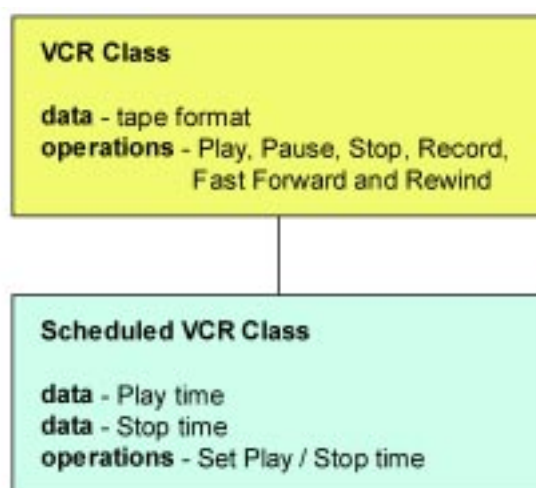 VCR Class
data - tape format
operations - Play, Pause, Stop, Record,
Fast Forward and Rewind
Scheduled VCR Class
data - Play time
data - Stop time
operations - Set Play / Stop time